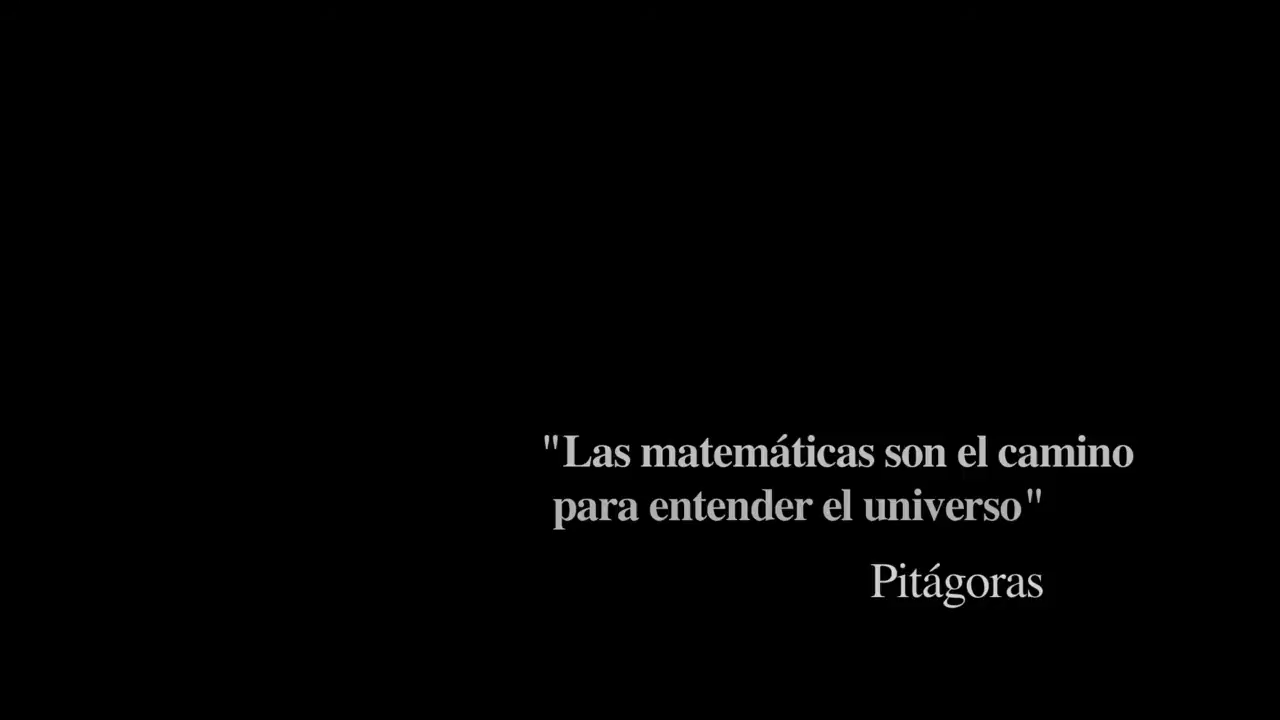 "Las matemáticas son el camino
para entender el universo"
Pitágoras